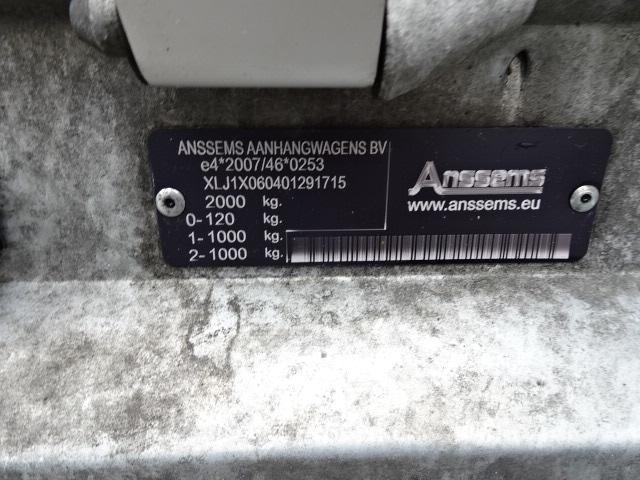 ANSSEMS AANHANGWAGENS BV
e4*2007/46*0253
XLJ1X060401291715
2000 kg.
0-120 kg.
1-1000 kg.
2-1000 kg.
Anssems
www.anssems.eu